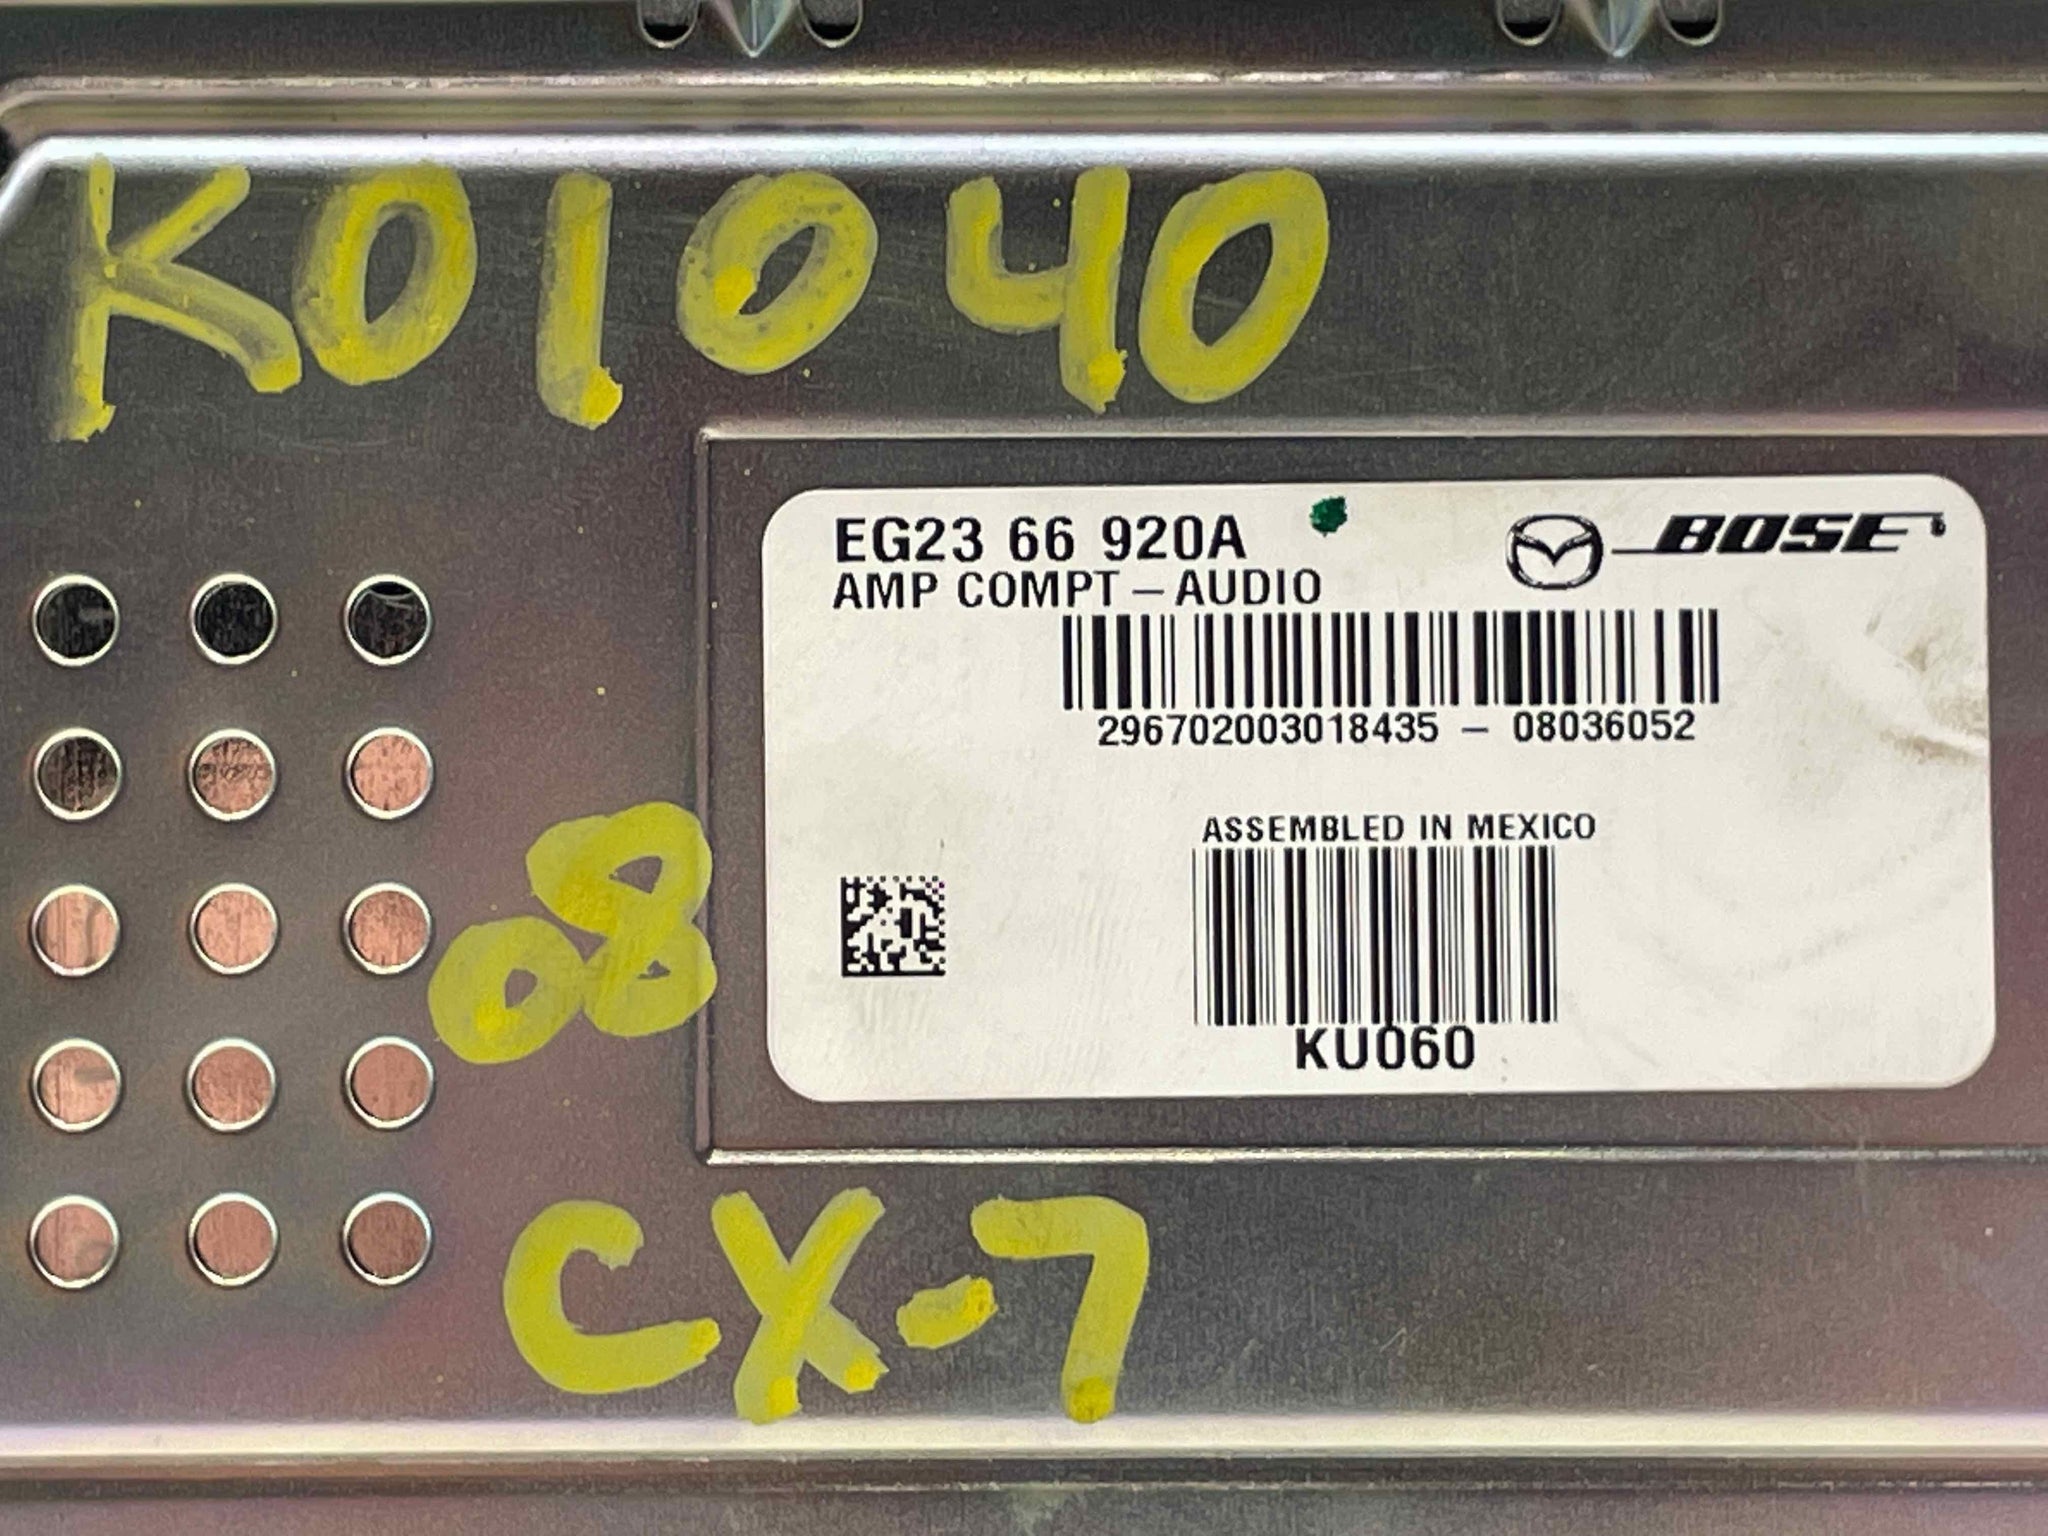 K01040
EG23 66 920A
BOSE
AMP COMPT – AUDIO
296702003018435 – 08036052
ASSEMBLED IN MEXICO
KU060
08
CX-7